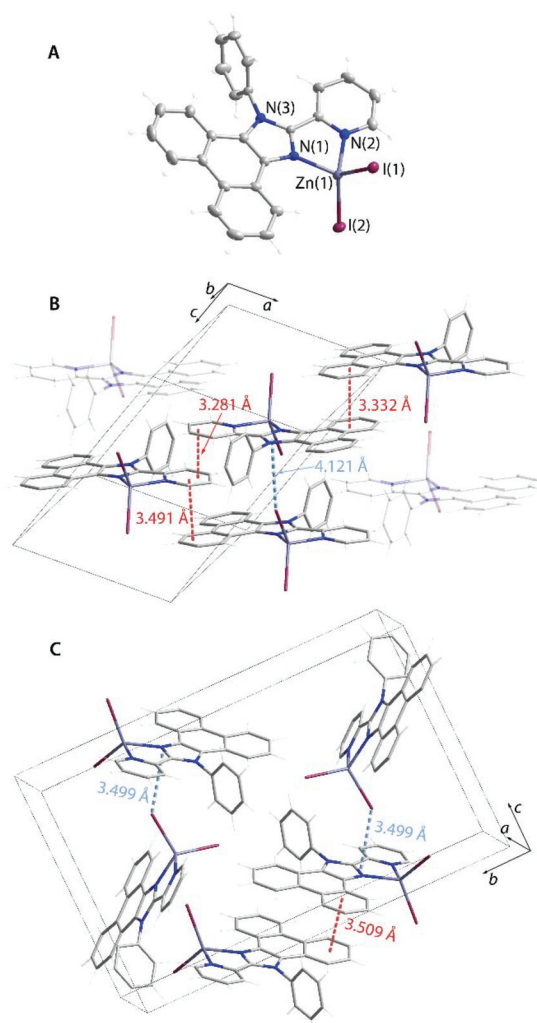 A
N(3)
N(1)
N(2)
Zn(1)
I(1)
I(2)
B
b
c
a
3.281 Å
3.332 Å
4.121 Å
3.491 Å
C
3.499 Å
3.499 Å
c
a
b
3.509 Å